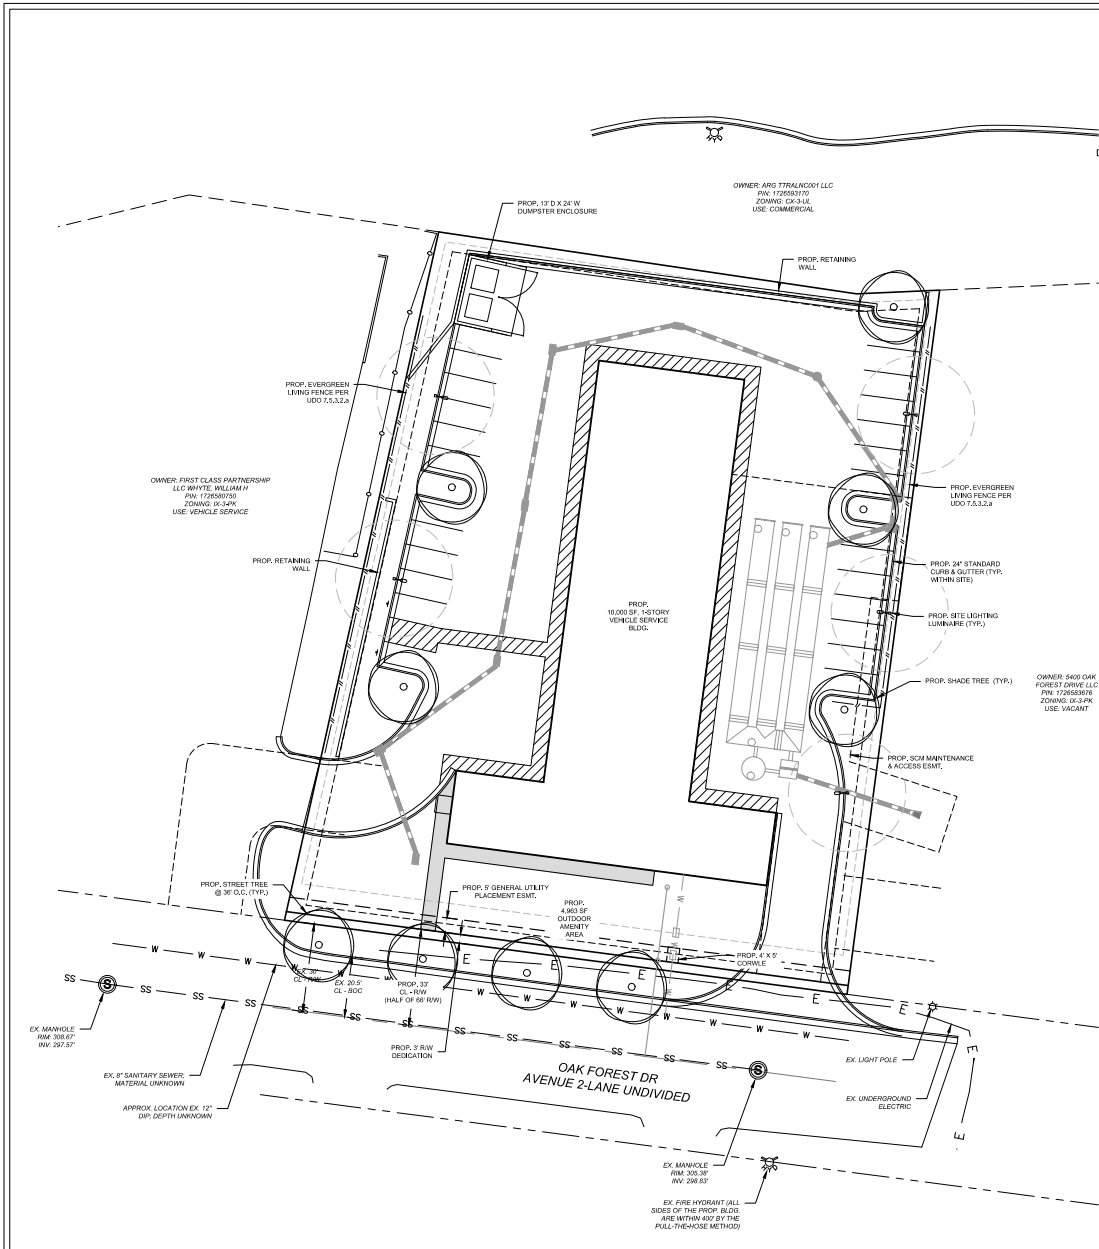 OWNER: ARG TTRALNC001 LLC
PIN: 1726593170
ZONING: CX-3-UL
USE: COMMERCIAL
PROP. 13' D X 24' W
DUMPSTER ENCLOSURE
PROP. RETAINING
WALL
PROP. EVERGREEN
LIVING FENCE PER
UDO 7.5.3.2.a
OWNER: FIRST CLASS PARTNERSHIP
LLC WHYTE, WILLIAM H
PIN: 1726580750
ZONING: IX-3-PK
USE: VEHICLE SERVICE
PROP. EVERGREEN
LIVING FENCE PER
UDO 7.5.3.2.a
PROP. RETAINING
WALL
PROP. 24" STANDARD
CURB & GUTTER (TYP.
WITHIN SITE)
PROP.
10,000 SF, 1-STORY
VEHICLE SERVICE
BLDG.
PROP. SITE LIGHTING
LUMINAIRE (TYP.)
PROP. SHADE TREE (TYP.)
OWNER: 5400 OAK
FOREST DRIVE LLC
PIN: 1726583676
ZONING: IX-3-PK
USE: VACANT
PROP. SCM MAINTENANCE
& ACCESS ESMT.
PROP. STREET TREE
@ 36' O.C. (TYP.)
PROP. 5' GENERAL UTILITY
PLACEMENT ESMT.
PROP.
4,963 SF
OUTDOOR
AMENITY
AREA
PROP. 4' X 5'
CORWLE
EX. 30'
CL - R/W
EX. 20.5'
CL - BOC
PROP. 33'
CL - R/W
(HALF OF 66' R/W)
PROP. 3' R/W
DEDICATION
EX. MANHOLE
RIM: 308.67'
INV: 297.57'
EX. 8" SANITARY SEWER;
MATERIAL UNKNOWN
APPROX. LOCATION EX. 12"
DIP; DEPTH UNKNOWN
OAK FOREST DR
AVENUE 2-LANE UNDIVIDED
EX. LIGHT POLE
EX. UNDERGROUND
ELECTRIC
EX. MANHOLE
RIM: 305.38'
INV: 298.83'
EX. FIRE HYDRANT (ALL
SIDES OF THE PROP. BLDG.
ARE WITHIN 400' BY THE
PULL-THE-HOSE METHOD)